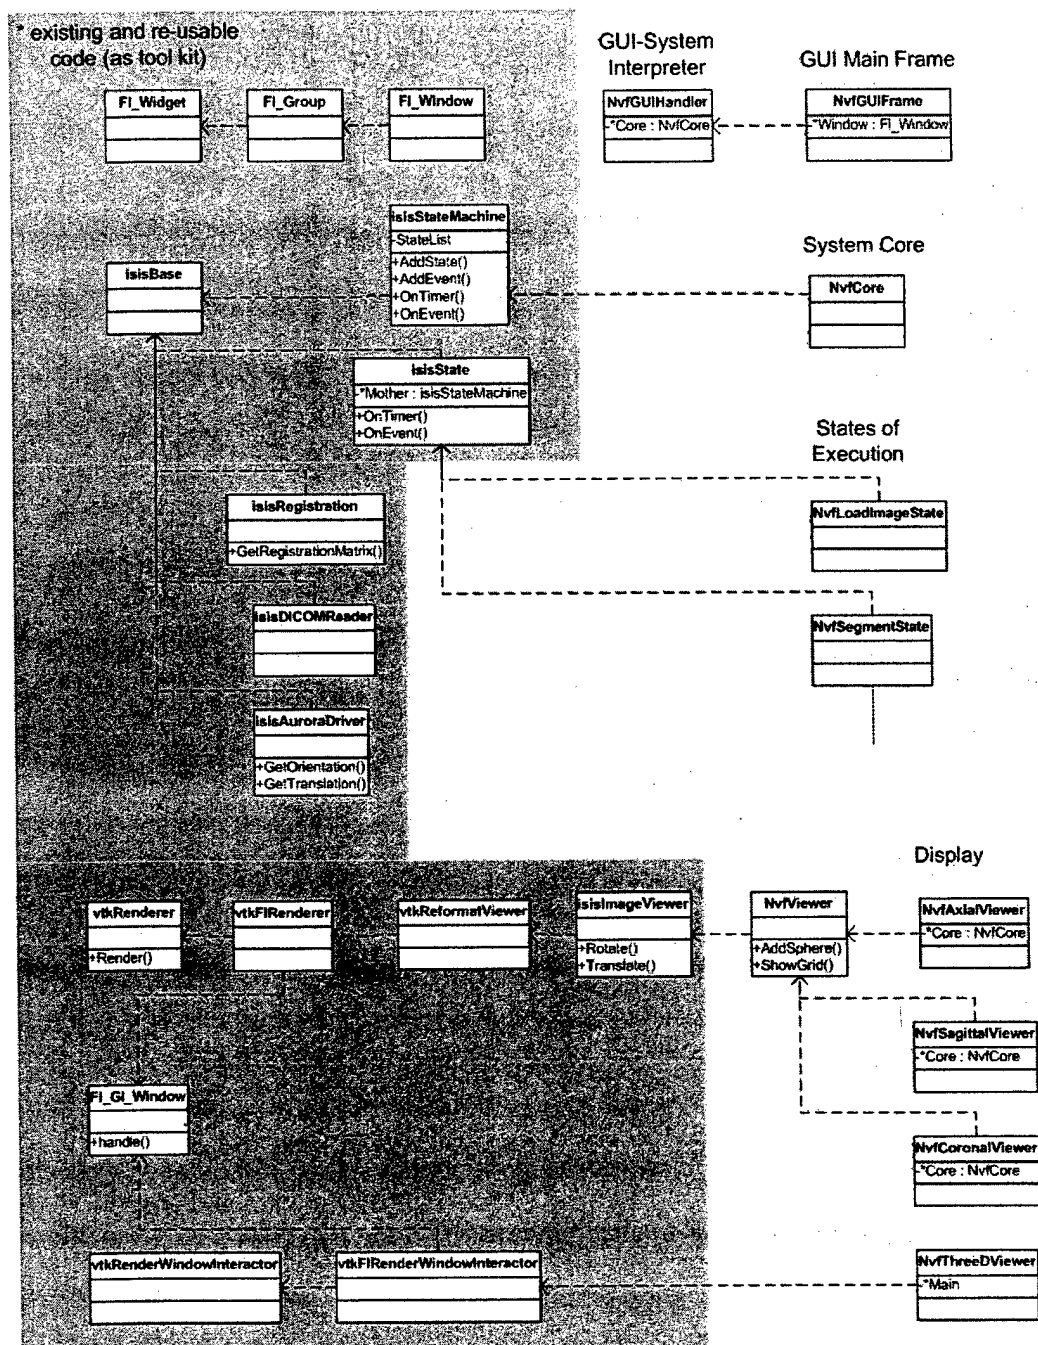 * existing and re-usable
code (as tool kit)
GUI-System
Interpreter
GUI Main Frame
Fl_Widget
Fl_Group
Fl_Window
NvfGUIHandler
-*Core : NvfCore
NvfGUIFrame
-*Window : Fl_Window
isisStateMachine
-StateList
+AddState()
+AddEvent()
+OnTimer()
+OnEvent()
System Core
isisBase
NvfCore
isisState
-*Mother : isisStateMachine
+OnTimer()
+OnEvent()
States of
Execution
isisRegistration
+GetRegistrationMatrix()
NvfLoadImageState
isisDICOMReader
NvfSegmentState
isisAuroraDriver
+GetOrientation()
+GetTranslation()
Display
vtkRenderer
+Render()
vtkFlRenderer
vtkReformatViewer
isisImageViewer
+Rotate()
+Translate()
NvfViewer
+AddSphere()
+ShowGrid()
NvfAxialViewer
-*Core : NvfCore
NvfSagittalViewer
-*Core : NvfCore
Fl_Gl_Window
+handle()
NvfCoronalViewer
-*Core : NvfCore
vtkRenderWindowInteractor
vtkFlRenderWindowInteractor
NvfThreeDViewer
-*Main